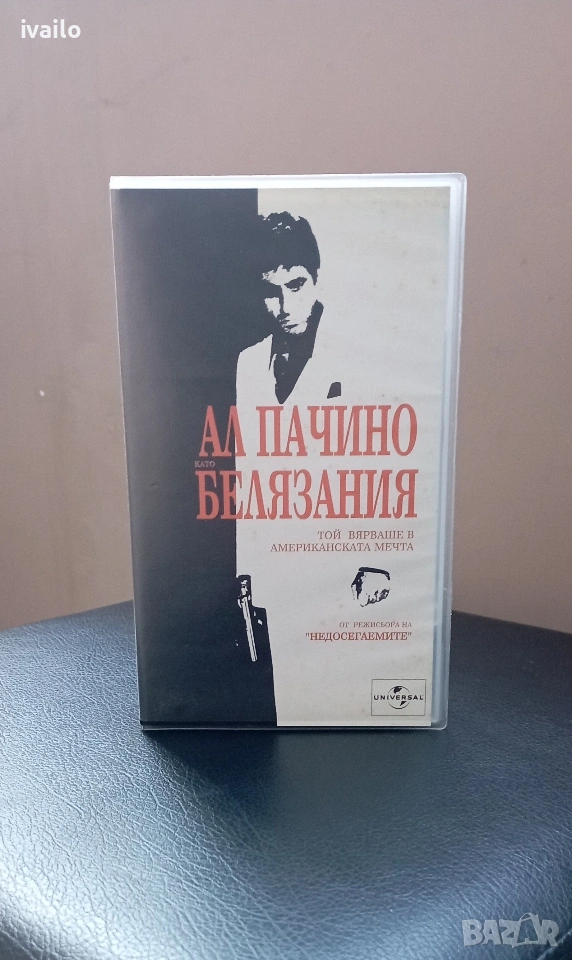 ivailo
АЛ ПАЧИНО
КАТО
БЕЛЯЗАНИЯ
ТОЙ ВЯРВАШЕ В
АМЕРИКАНСКАТА МЕЧТА
ОТ РЕЖИСЬОРА НА
"НЕДОСЕГАЕМИТЕ"
UNIVERSAL
BAZAR